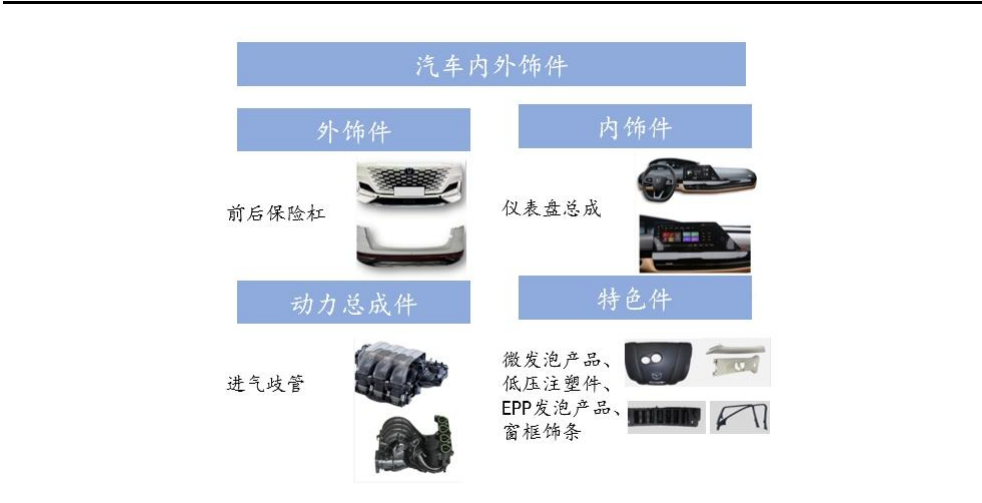 汽车内外饰件
外饰件
内饰件
前后保险杠
仪表盘总成
动力总成件
特色件
进气歧管
微发泡产品、
低压注塑件、
EPP发泡产品、
窗框饰条